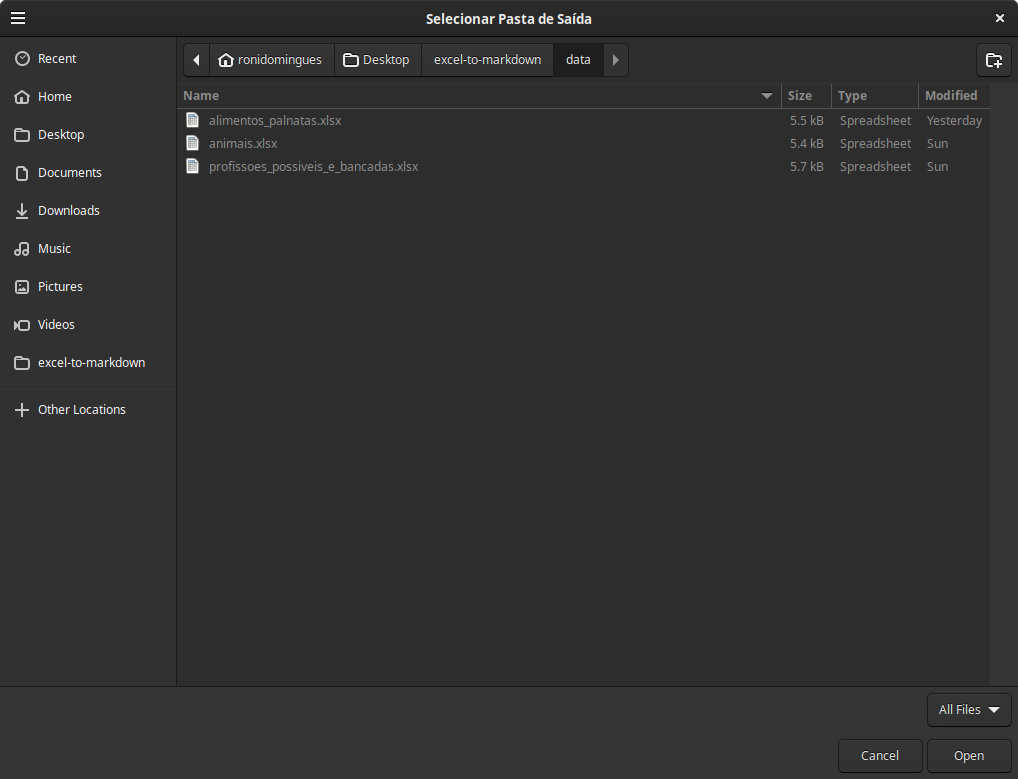 Selecionar Pasta de Saída
Recent
Home
Desktop
Documents
Downloads
Music
Pictures
Videos
excel-to-markdown
Other Locations
ronidomingues Desktop excel-to-markdown data
Name Size Type Modified
alimentos_palnatas.xlsx 5.5 kB Spreadsheet Yesterday
animais.xlsx 5.4 kB Spreadsheet Sun
profissoes_possiveis_e_bancadas.xlsx 5.7 kB Spreadsheet Sun
All Files
Cancel Open